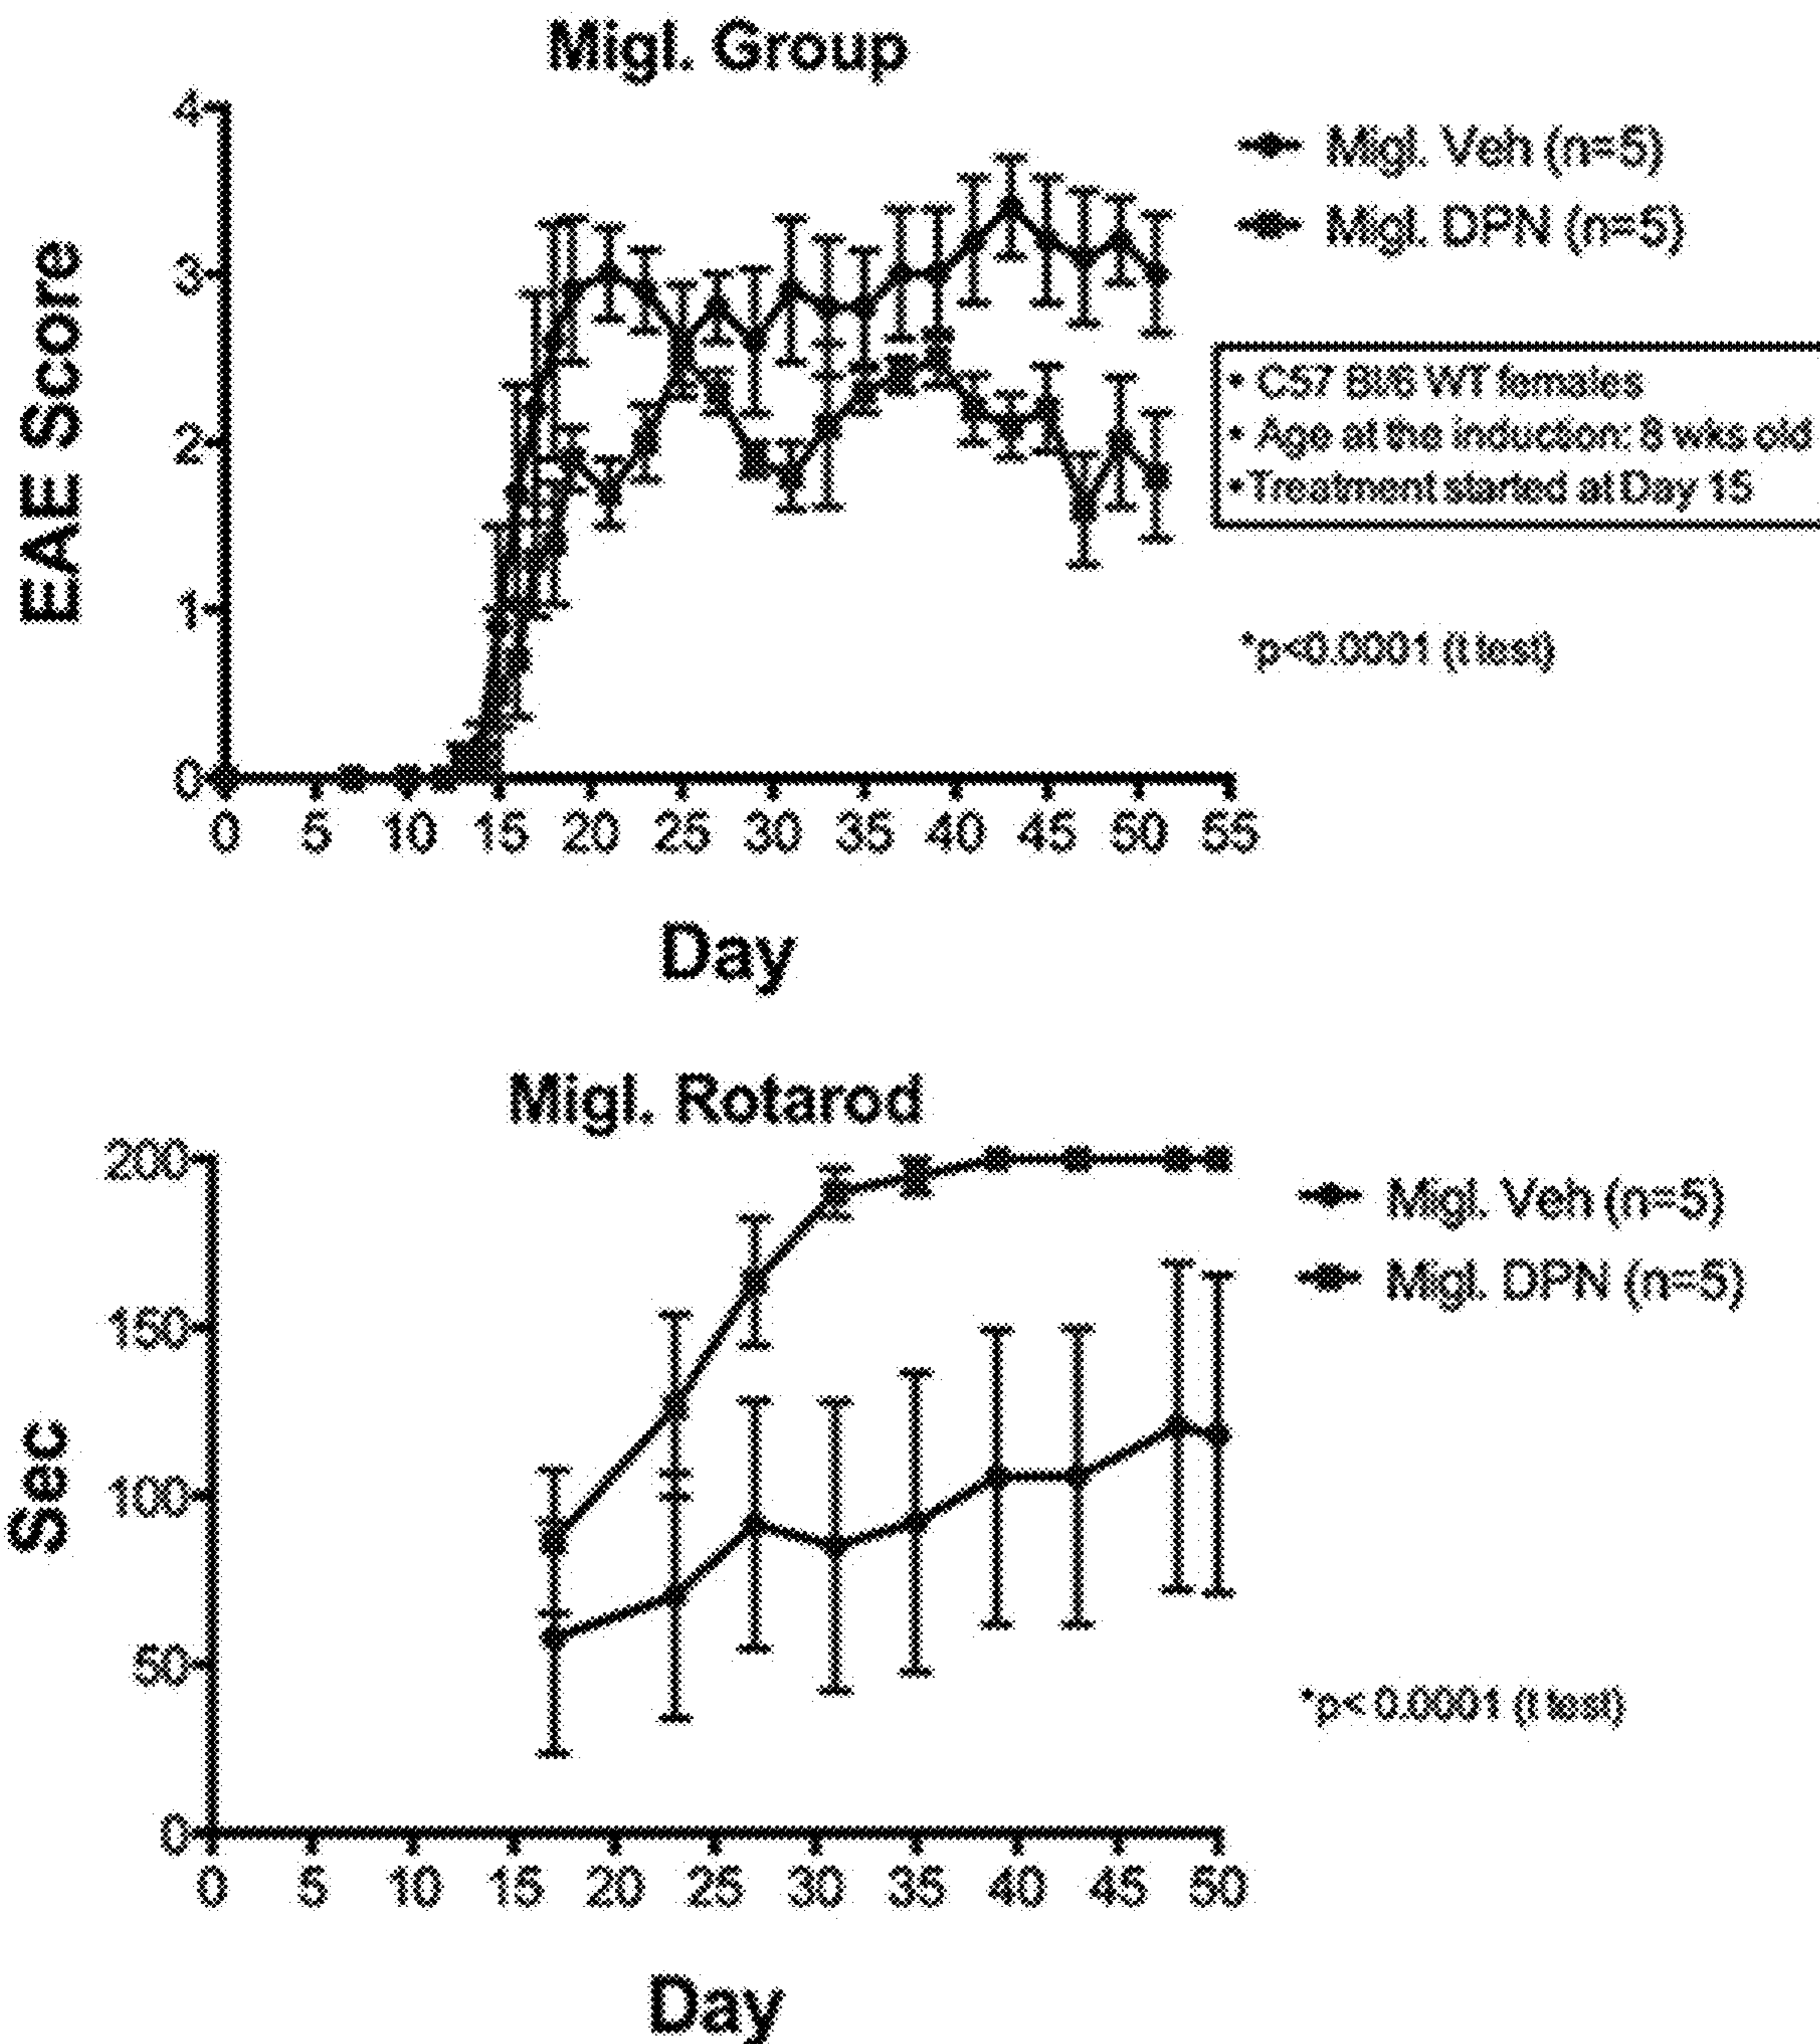 Migl. Group
4
3
2
1
0
EAE Score
Migl. Veh (n=5)
Migl. DPN (n=5)
• C57 Bl/6 WT females
• Age at the induction: 8 wks old
• Treatment started at Day 15
*p<0.0001 (t test)
0 5 10 15 20 25 30 35 40 45 50 55
Day
Migl. Rotarod
200
150
100
50
0
Sec
Migl. Veh (n=5)
Migl. DPN (n=5)
*p< 0.0001 (t test)
0 5 10 15 20 25 30 35 40 45 50
Day